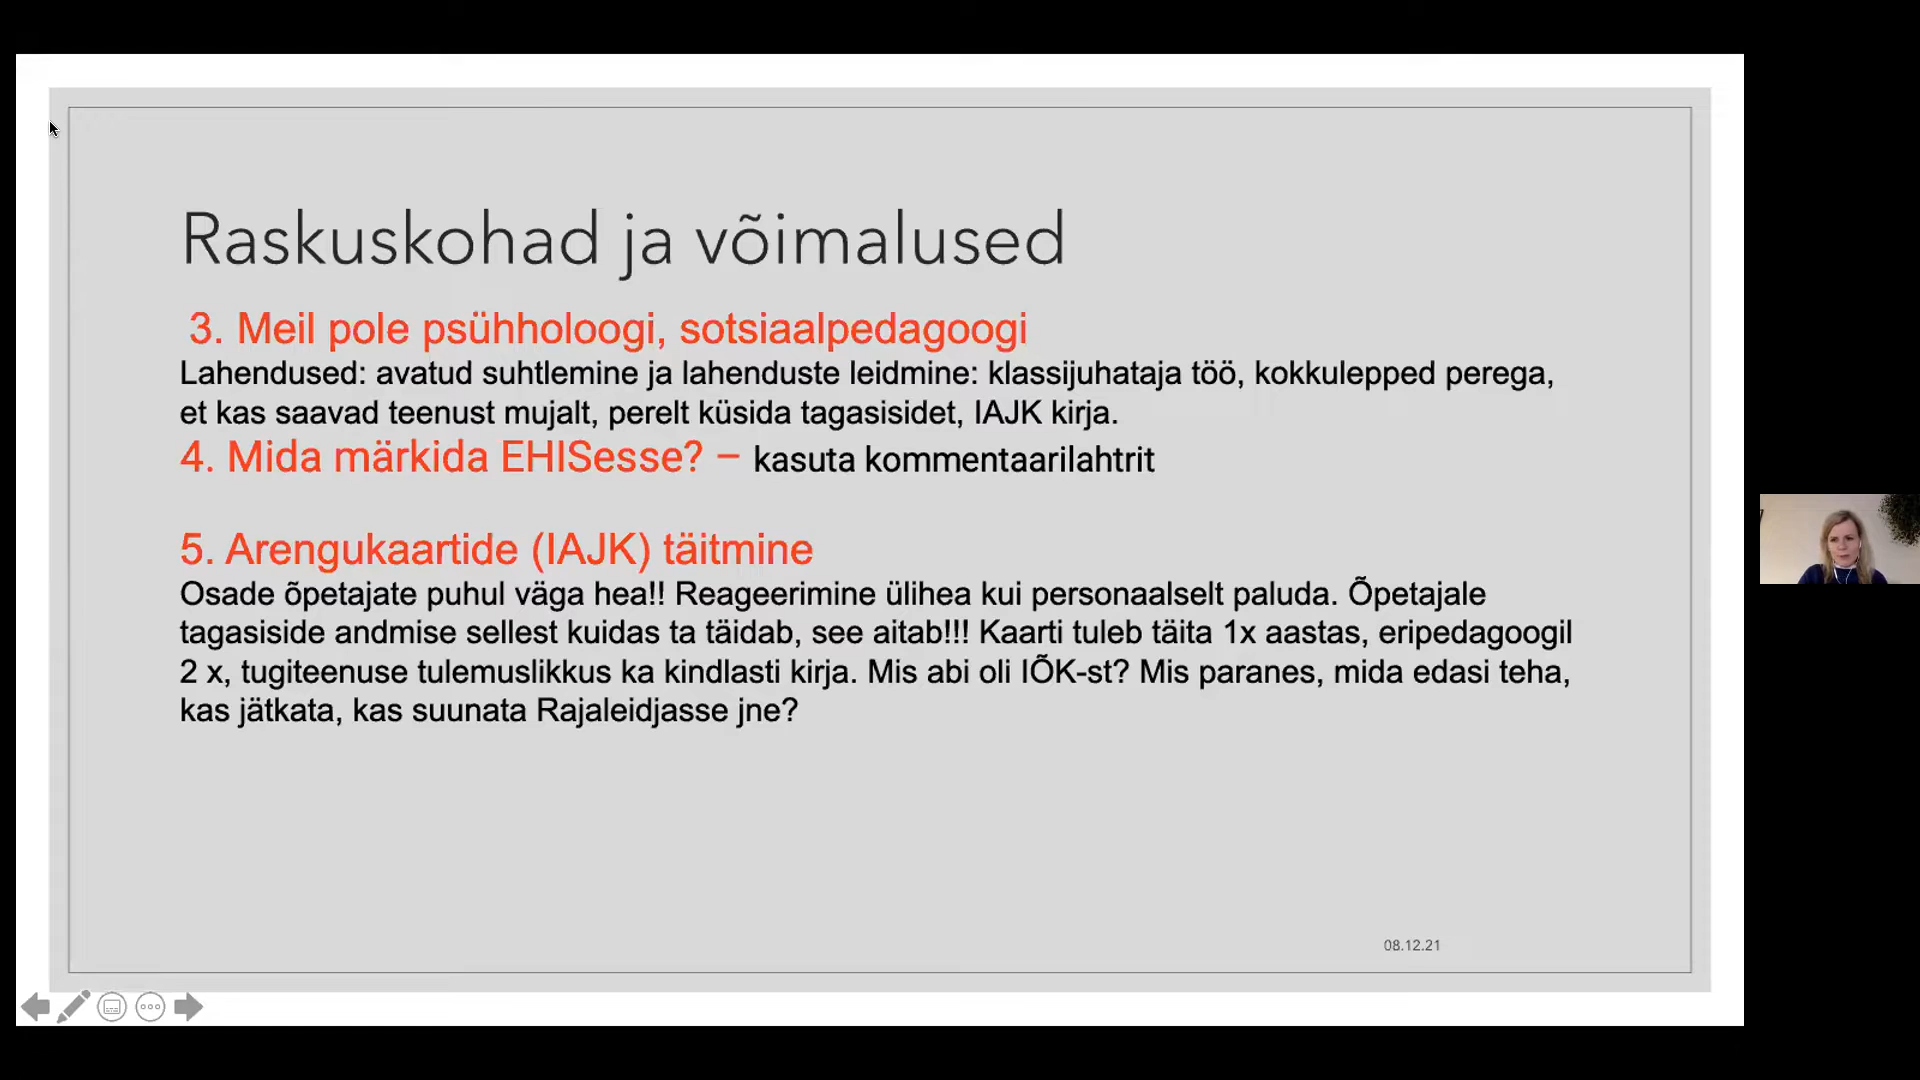 Raskuskohad ja võimalused
3. Meil pole psühholoogi, sotsiaalpedagoogi
Lahendused: avatud suhtlemine ja lahenduste leidmine: klassijuhataja töö, kokkulepped perega,
et kas saavad teenust mujalt, perelt küsida tagasisidet, IAJK kirja.
4. Mida märkida EHISesse? – kasuta kommentaarilahtrit
5. Arengukaartide (IAJK) täitmine
Osade õpetajate puhul väga hea!! Reageerimine ülihea kui personaalselt paluda. Õpetajale
tagasiside andmise sellest kuidas ta täidab, see aitab!!! Kaarti tuleb täita 1x aastas, eripedagoogil
2 x, tugiteenuse tulemuslikkus ka kindlasti kirja. Mis abi oli IÕK-st? Mis paranes, mida edasi teha,
kas jätkata, kas suunata Rajaleidjasse jne?
08.12.21